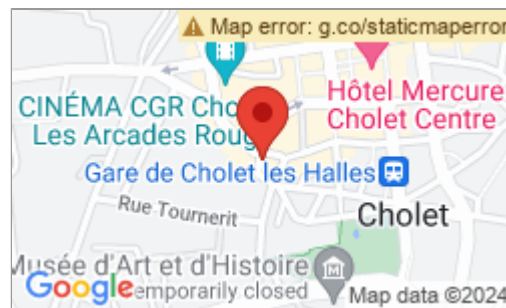 Map error: g.co/staticmaperror
CINÉMA CGR Cho
Les Arcades Roug
Hôtel Mercure
Cholet Centre
Gare de Cholet les Halles
Rue Tournerit
Cholet
Musée d'Art et d'Histoire
Temporarily closed
Google
Map data ©2024